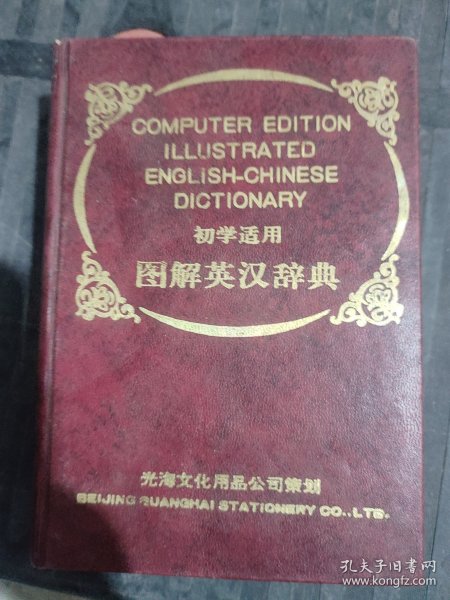 COMPUTER EDITION
ILLUSTRATED
ENGLISH-CHINESE
DICTIONARY
初学适用
图解英汉辞典
光海文化用品公司策划
BEIJING GUANGHAI STATIONERY CO.,LTD.
孔夫子旧书网
www.kongfz.com